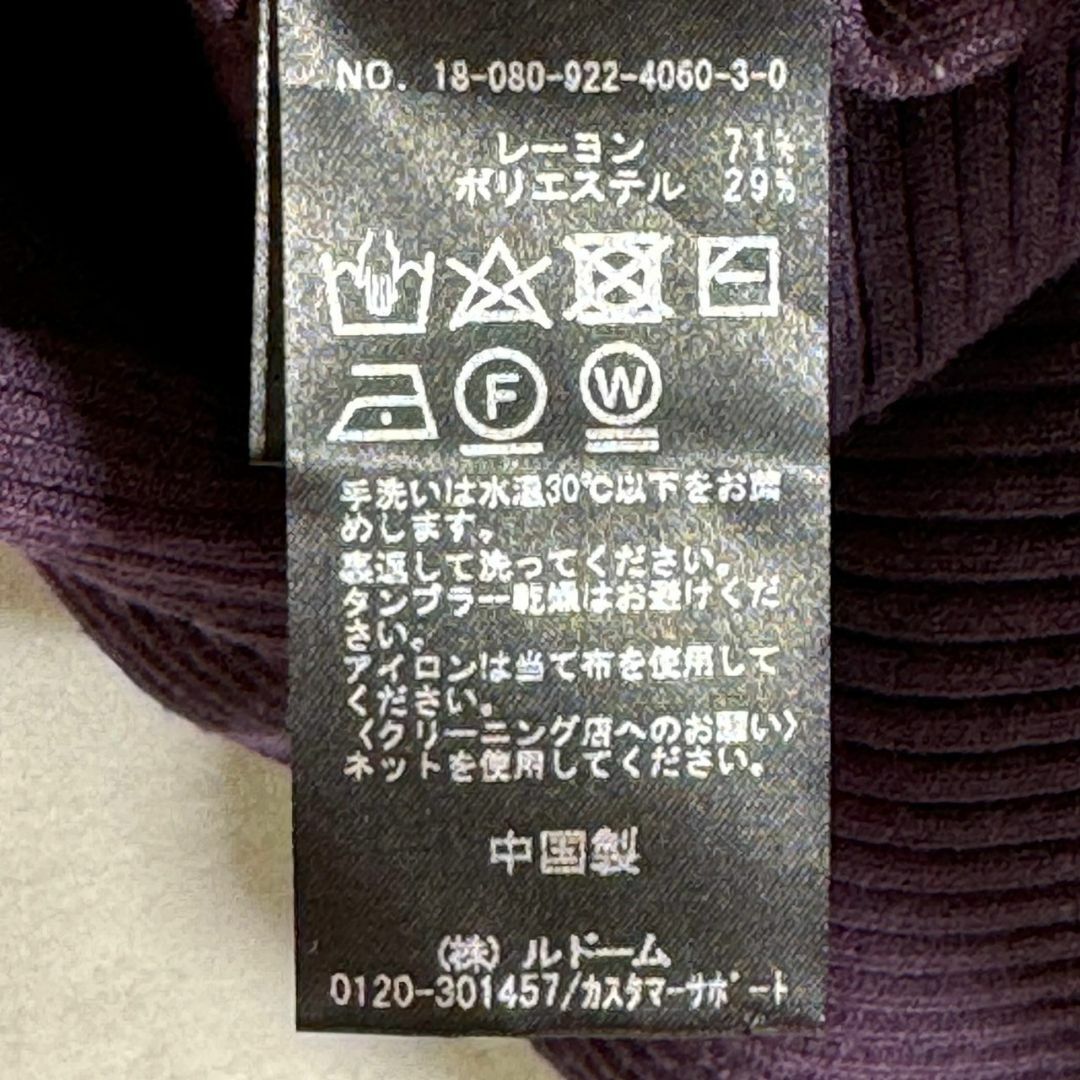 NO. 18-080-922-4060-3-0
レーヨン 71%
ポリエステル 29%
F W
手洗いは水温30℃以下をお薦
めします。
裏返して洗ってください。
タンブラー乾燥はお避けくだ
さい。
アイロンは当て布を使用して
ください。
〈クリーニング店へのお願い〉
ネットを使用してください。
中国製
(株) ルドーム
0120-301457/カスタマーサポート